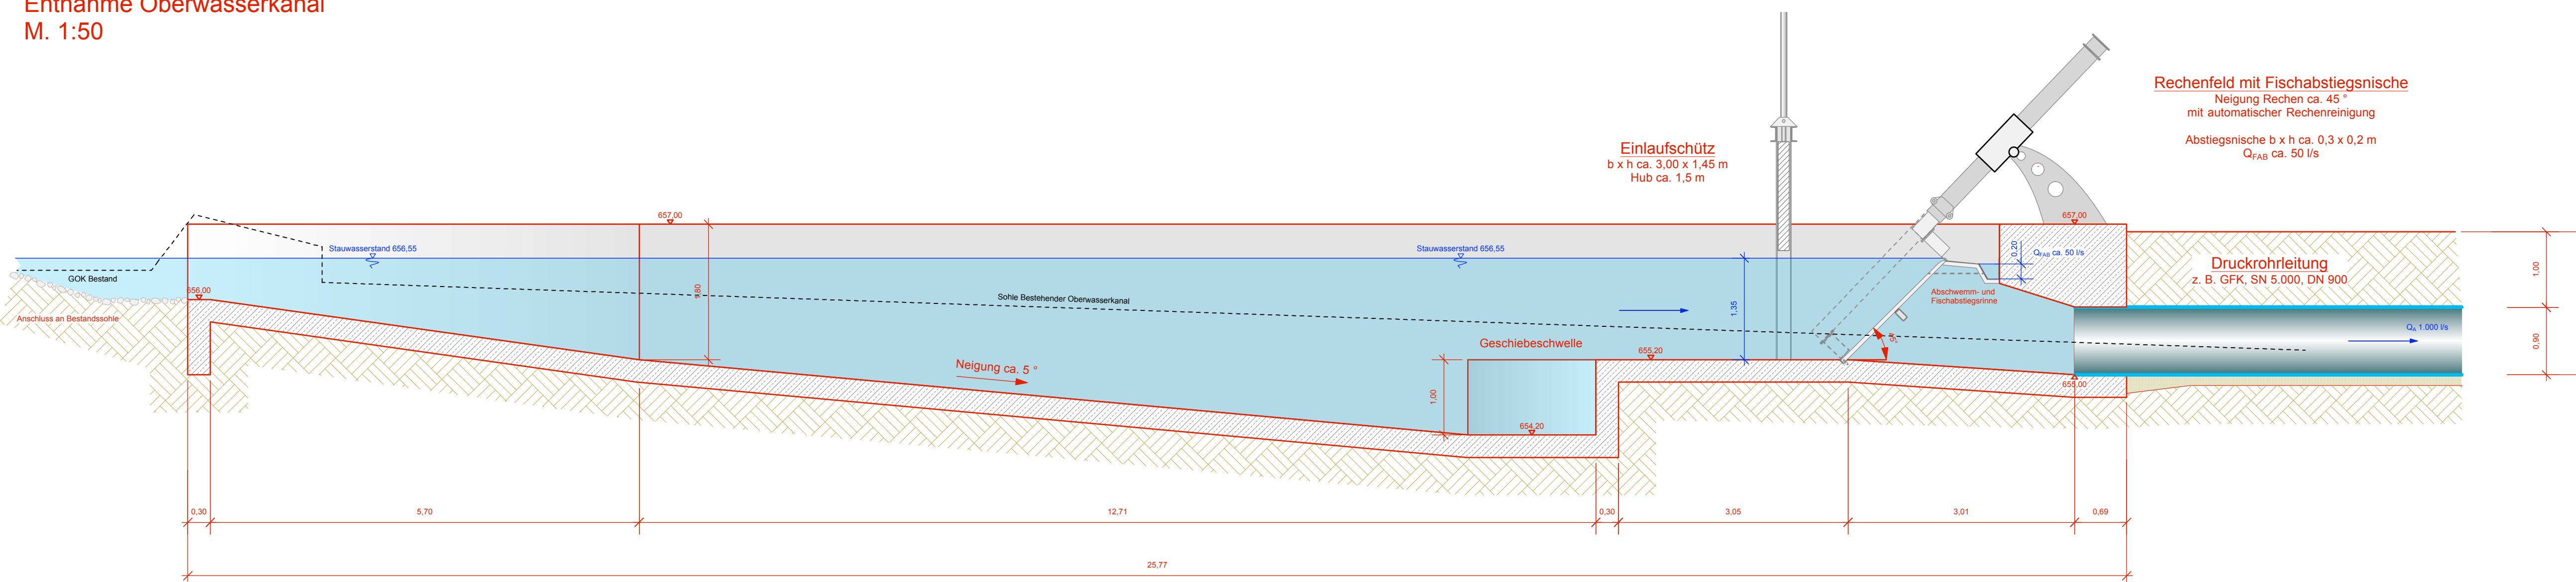 Entnahme Oberwasserkanal
M. 1:50
Rechenfeld mit Fischabstiegsnische
Neigung Rechen ca. 45 °
mit automatischer Rechenreinigung
Abstiegsnische b x h ca. 0,3 x 0,2 m
QFAB ca. 50 l/s
Einlaufschütz
b x h ca. 3,00 x 1,45 m
Hub ca. 1,5 m
657,00
657,00
Stauwasserstand 656,55
Stauwasserstand 656,55
0,20
QFAB ca. 50 l/s
Druckrohrleitung
z. B. GFK, SN 5.000, DN 900
1,00
GOK Bestand
656,00
1,80
Sohle Bestehender Oberwasserkanal
1,35
Abschwemm- und
Fischabstiegsrinne
Anschluss an Bestandssohle
QA 1.000 l/s
0,90
Geschiebeschwelle
655,20
Neigung ca. 5 °
655,00
1,00
654,20
0,30
5,70
12,71
0,30
3,05
3,01
0,69
25,77